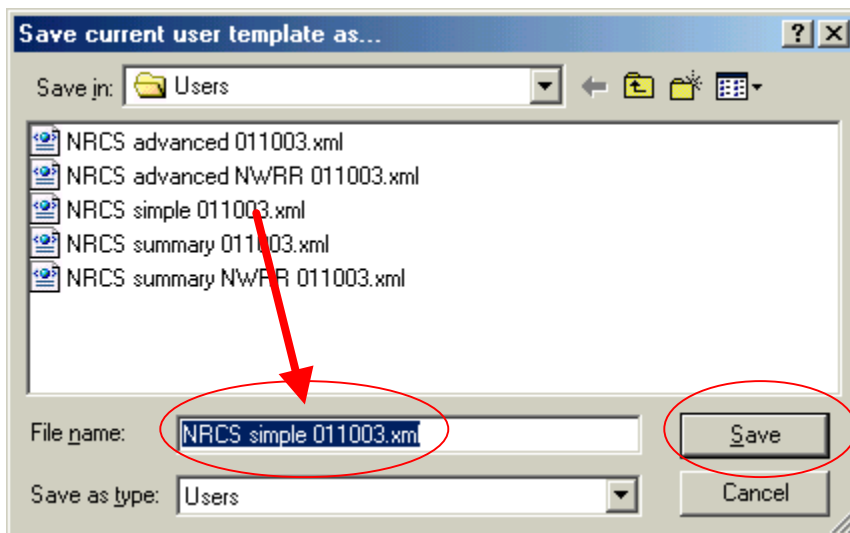 Save current user template as...
Save in: Users
NRCS advanced 011003.xml
NRCS advanced NWRR 011003.xml
NRCS simple 011003.xml
NRCS summary 011003.xml
NRCS summary NWRR 011003.xml
File name: NRCS simple 011003.xml Save
Save as type: Users Cancel